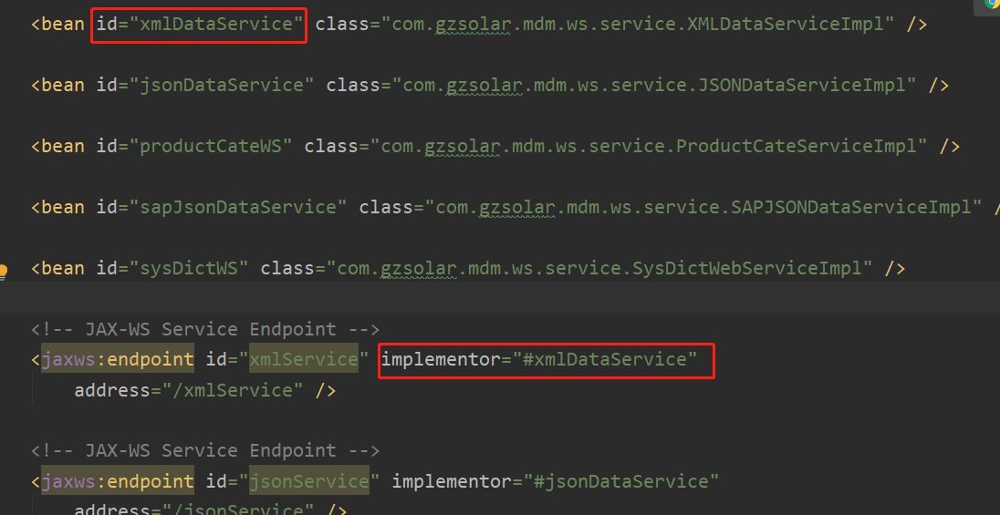 <bean id="xmlDataService" class="com.gzsolar.mdm.ws.service.XMLDataServiceImpl" />
<bean id="jsonDataService" class="com.gzsolar.mdm.ws.service.JSONDataServiceImpl" />
<bean id="productCateWS" class="com.gzsolar.mdm.ws.service.ProductCateServiceImpl" />
<bean id="sapJsonDataService" class="com.gzsolar.mdm.ws.service.SAPJSONDataServiceImpl" /
<bean id="sysDictWS" class="com.gzsolar.mdm.ws.service.SysDictWebServiceImpl" />
<!-- JAX-WS Service Endpoint -->
<jaxws:endpoint id="xmlService" implementor="#xmlDataService"
address="/xmlService" />
<!-- JAX-WS Service Endpoint -->
<jaxws:endpoint id="jsonService" implementor="#jsonDataService"
address="/jsonService" />